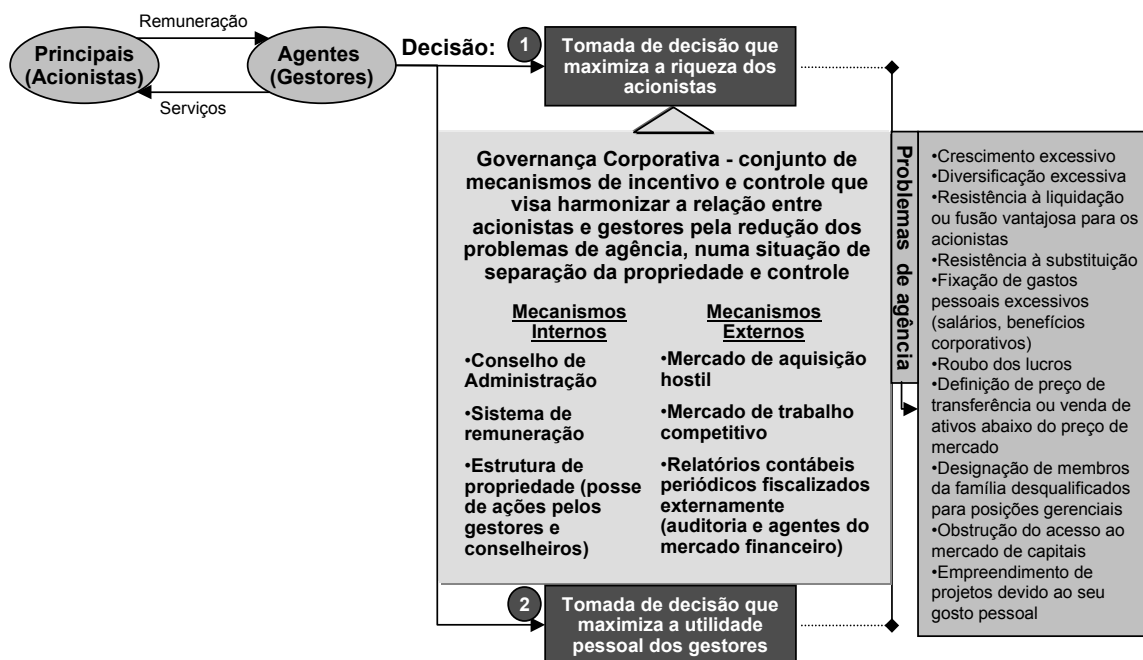 Remuneração
Principais
(Acionistas)
Agentes
(Gestores)
Serviços
Decisão:
1
Tomada de decisão que
maximiza a riqueza dos
acionistas
Governança Corporativa - conjunto de
mecanismos de incentivo e controle que
visa harmonizar a relação entre
acionistas e gestores pela redução dos
problemas de agência, numa situação de
separação da propriedade e controle
Mecanismos
Internos
•Conselho de
Administração
•Sistema de
remuneração
•Estrutura de
propriedade (posse
de ações pelos
gestores e
conselheiros)
Mecanismos
Externos
•Mercado de aquisição
hostil
•Mercado de trabalho
competitivo
•Relatórios contábeis
periódicos fiscalizados
externamente
(auditoria e agentes do
mercado financeiro)
2
Tomada de decisão que
maximiza a utilidade
pessoal dos gestores
Problemas de agência
•Crescimento excessivo
•Diversificação excessiva
•Resistência à liquidação
ou fusão vantajosa para os
acionistas
•Resistência à substituição
•Fixação de gastos
pessoais excessivos
(salários, benefícios
corporativos)
•Roubo dos lucros
•Definição de preço de
transferência ou venda de
ativos abaixo do preço de
mercado
•Designação de membros
da família desqualificados
para posições gerenciais
•Obstrução do acesso ao
mercado de capitais
•Empreendimento de
projetos devido ao seu
gosto pessoal